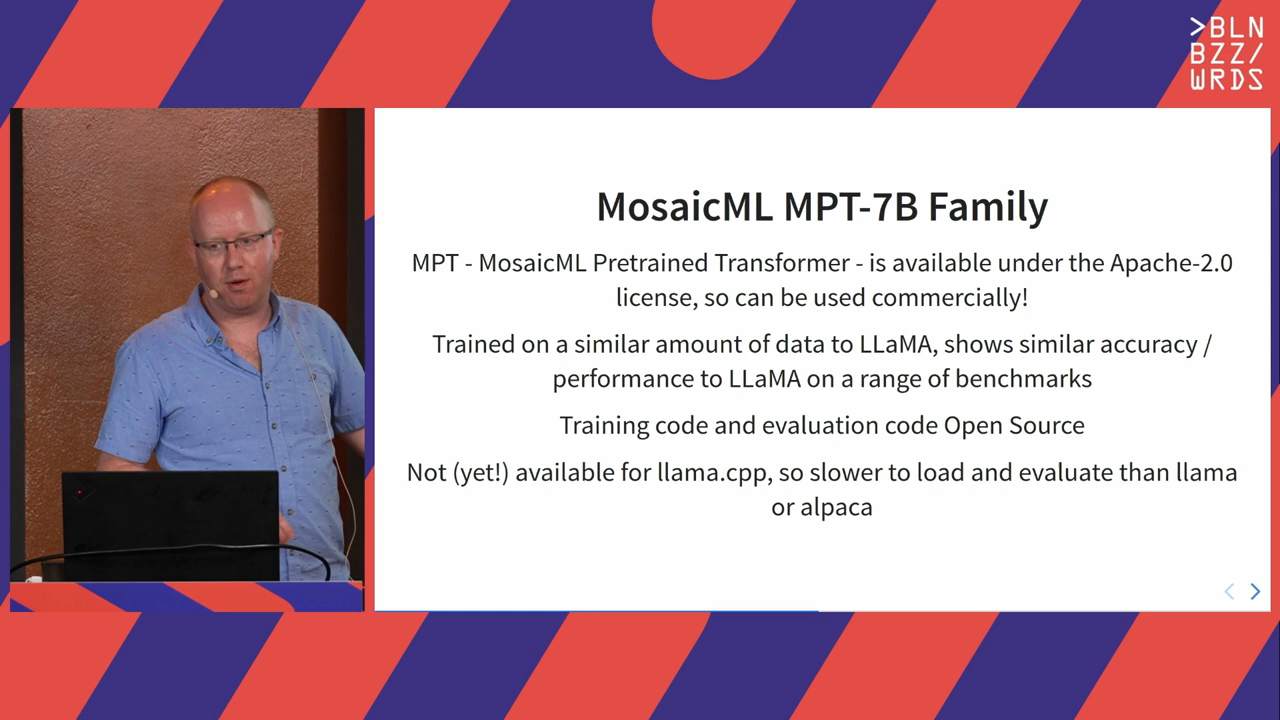 >BLN
BZZ/
WRDS
MosaicML MPT-7B Family
MPT - MosaicML Pretrained Transformer - is available under the Apache-2.0
license, so can be used commercially!
Trained on a similar amount of data to LLaMA, shows similar accuracy /
performance to LLaMA on a range of benchmarks
Training code and evaluation code Open Source
Not (yet!) available for llama.cpp, so slower to load and evaluate than llama
or alpaca